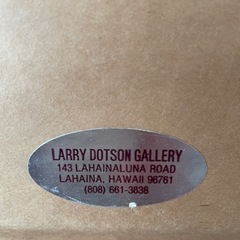 LARRY DOTSON GALLERY
143 LAHAINALUNA ROAD
LAHAINA, HAWAII 96761
(808) 661-3838